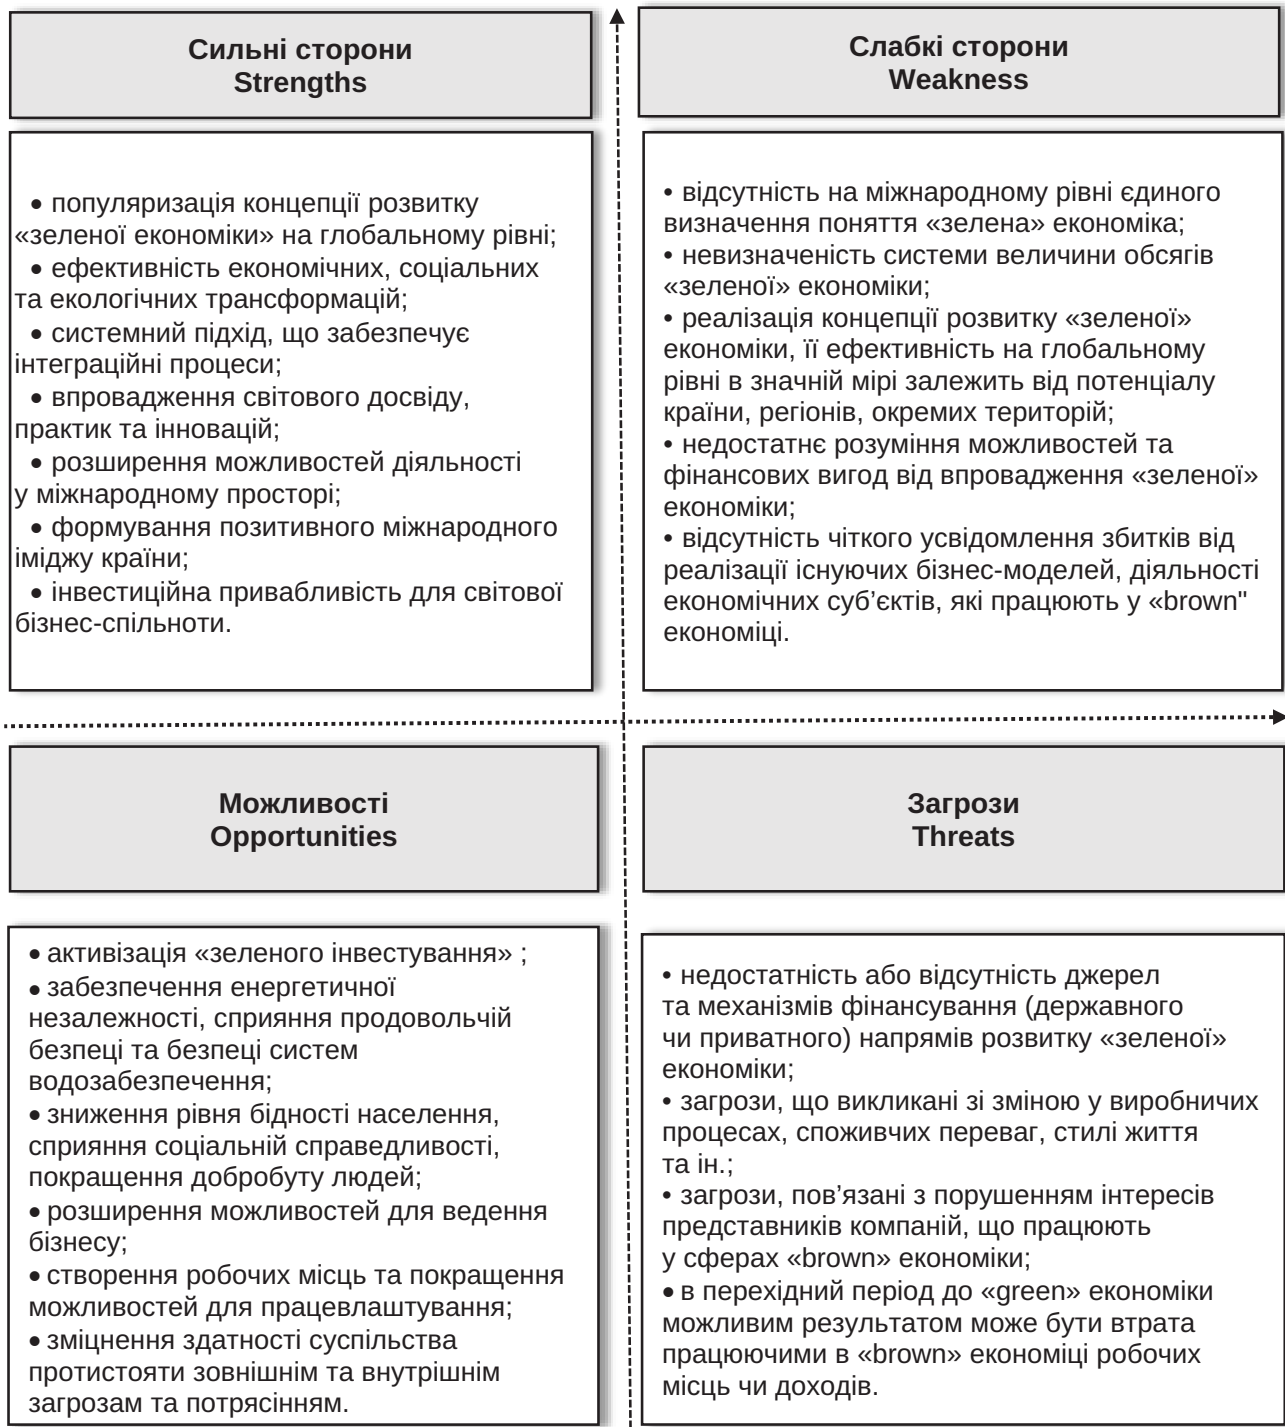 Сильні сторони
Strengths
• популяризація концепції розвитку
«зеленої економіки» на глобальному рівні;
• ефективність економічних, соціальних
та екологічних трансформацій;
• системний підхід, що забезпечує
інтеграційні процеси;
• впровадження світового досвіду,
практик та інновацій;
• розширення можливостей діяльності
у міжнародному просторі;
• формування позитивного міжнародного
іміджу країни;
• інвестиційна привабливість для світової
бізнес-спільноти.
Слабкі сторони
Weakness
• відсутність на міжнародному рівні єдиного
визначення поняття «зелена» економіка;
• невизначеність системи величини обсягів
«зеленої» економіки;
• реалізація концепції розвитку «зеленої»
економіки, її ефективність на глобальному
рівні в значній мірі залежить від потенціалу
країни, регіонів, окремих територій;
• недостатнє розуміння можливостей та
фінансових вигод від впровадження «зеленої»
економіки;
• відсутність чіткого усвідомлення збитків від
реалізації існуючих бізнес-моделей, діяльності
економічних суб’єктів, які працюють у «brown"
економіці.
Можливості
Opportunities
• активізація «зеленого інвестування» ;
• забезпечення енергетичної
незалежності, сприяння продовольчій
безпеці та безпеці систем
водозабезпечення;
• зниження рівня бідності населення,
сприяння соціальній справедливості,
покращення добробуту людей;
• розширення можливостей для ведення
бізнесу;
• створення робочих місць та покращення
можливостей для працевлаштування;
• зміцнення здатності суспільства
протистояти зовнішнім та внутрішнім
загрозам та потрясінням.
Загрози
Threats
• недостатність або відсутність джерел
та механізмів фінансування (державного
чи приватного) напрямів розвитку «зеленої»
економіки;
• загрози, що викликані зі зміною у виробничих
процесах, споживчих переваг, стилі життя
та ін.;
• загрози, пов’язані з порушенням інтересів
представників компаній, що працюють
у сферах «brown» економіки;
• в перехідний період до «green» економіки
можливим результатом може бути втрата
працюючими в «brown» економіці робочих
місць чи доходів.